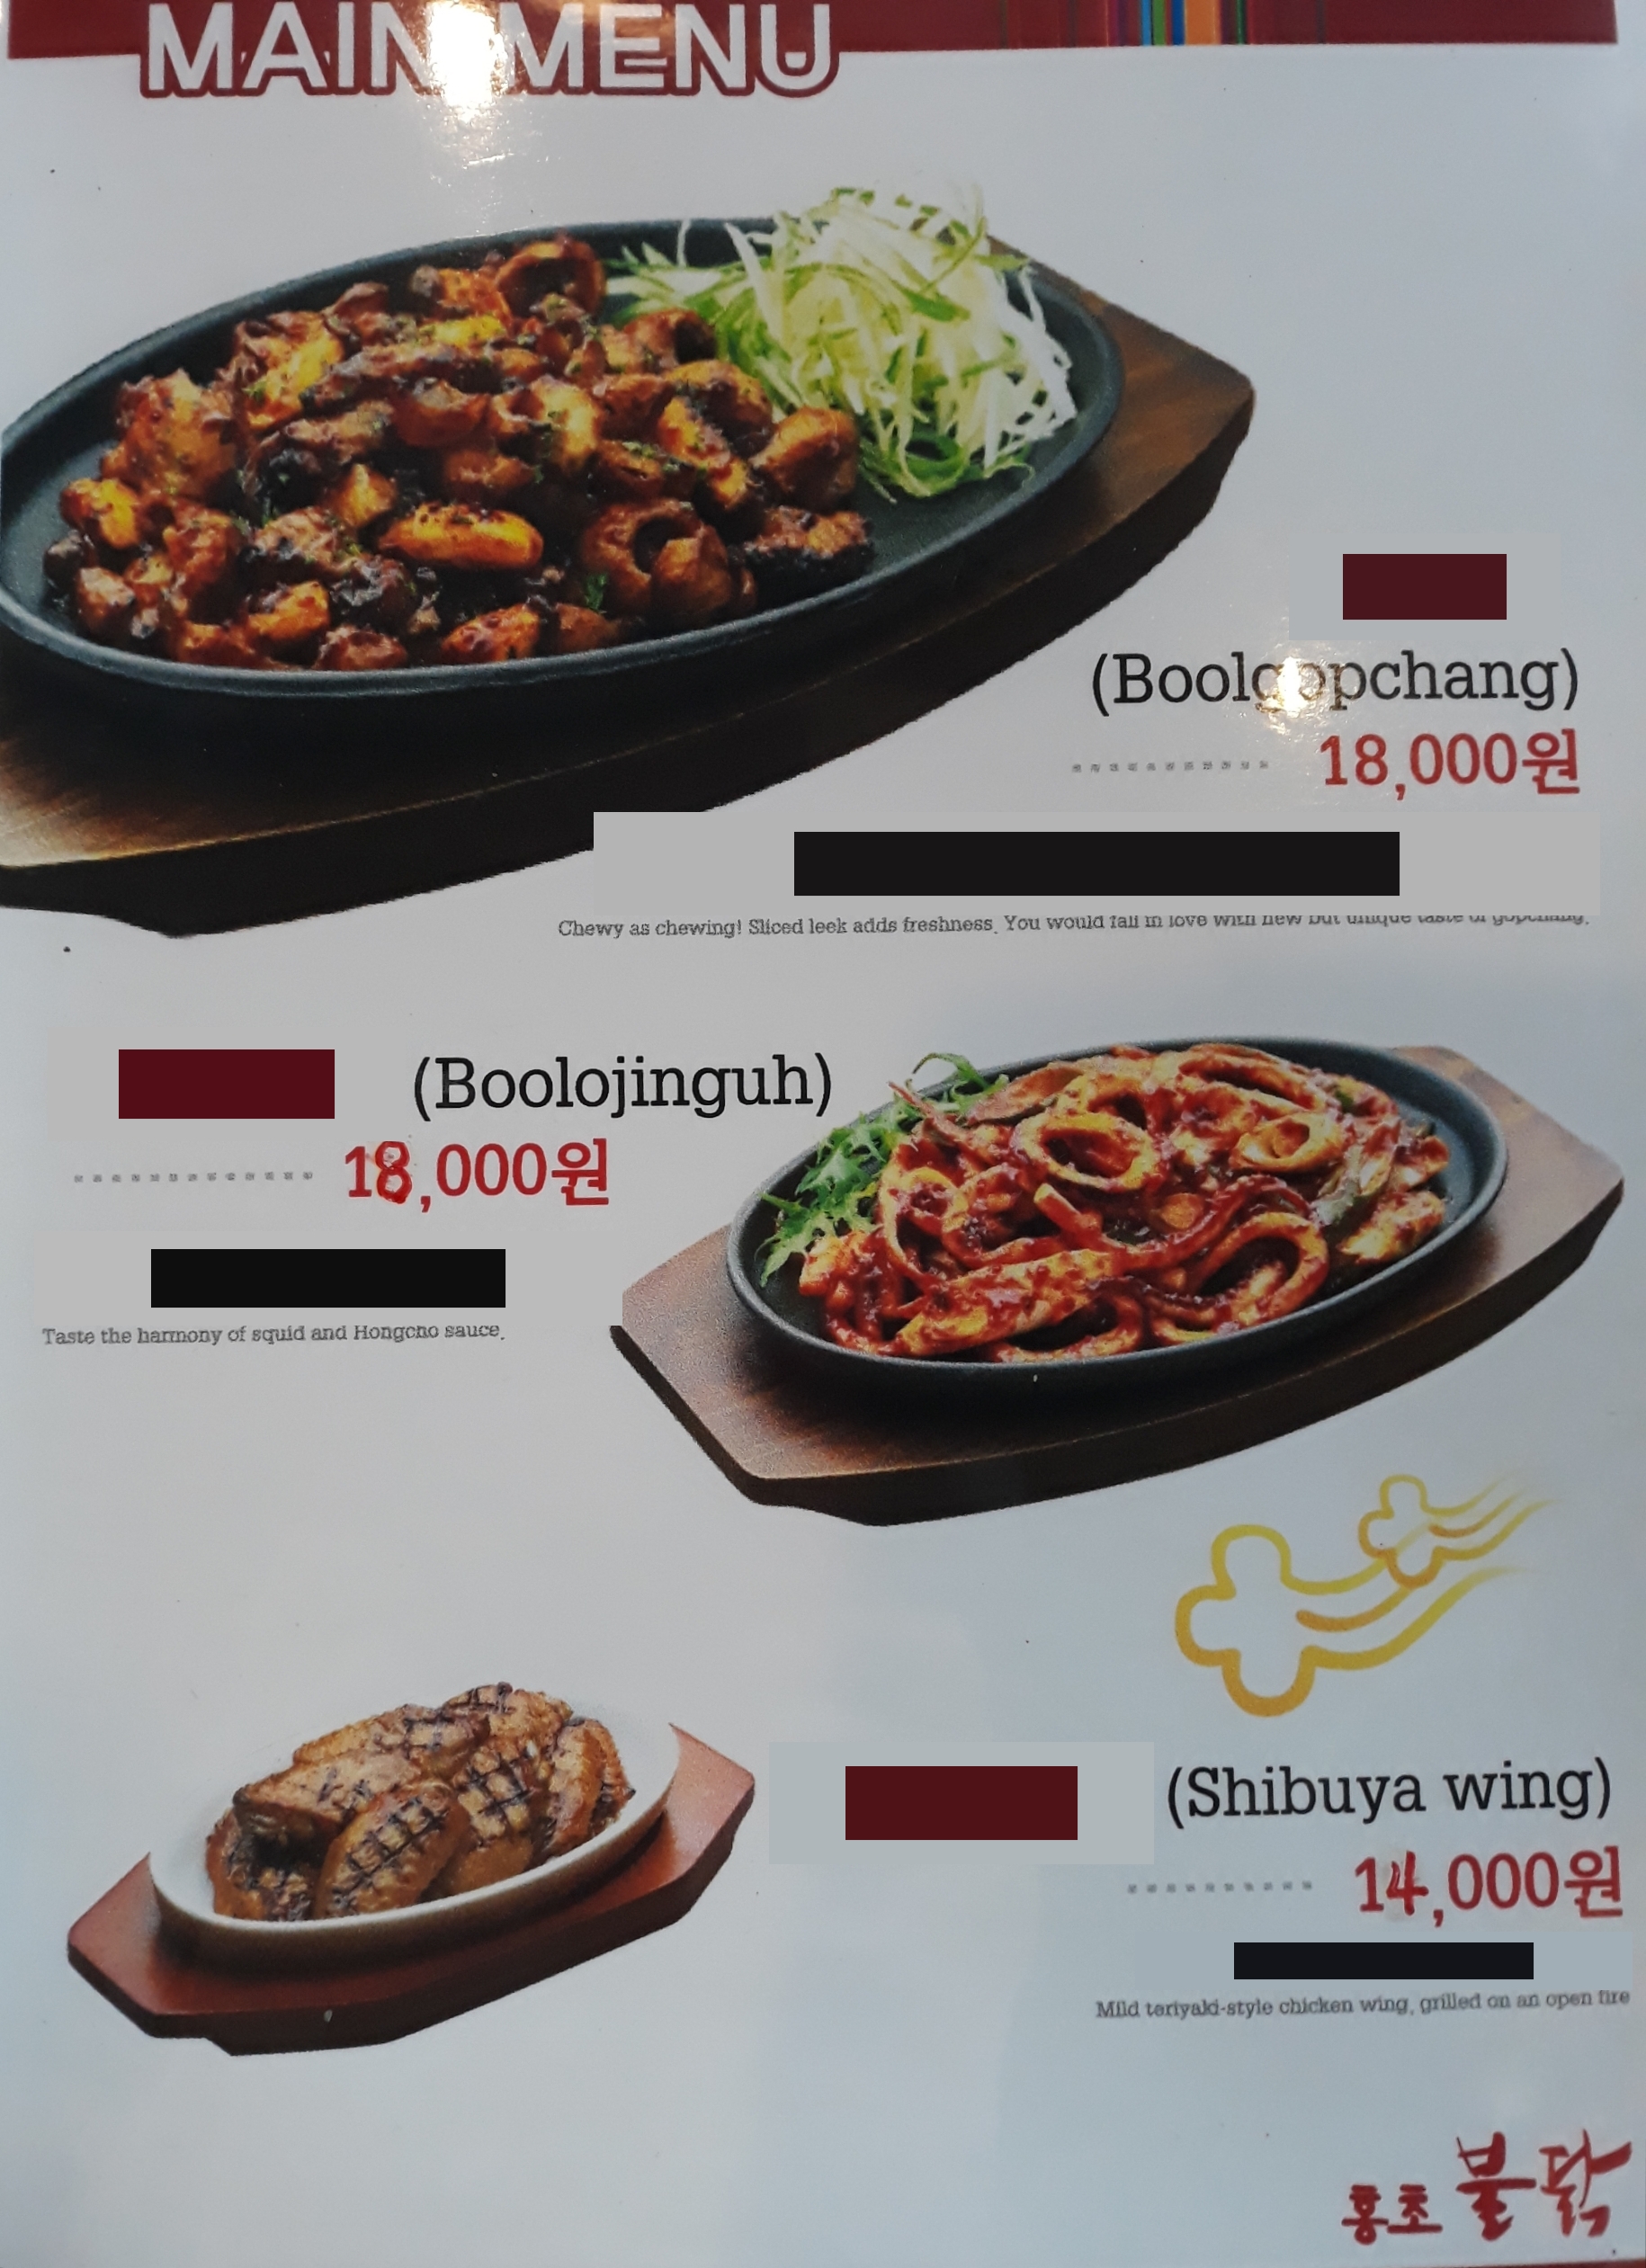 MAIN MENU
(Boolgopchang)
18,000원
Chewy as chewing! Sliced leek adds freshness. You would fall in love with new but unique taste of gopchang.
(Boolojinguh)
18,000원
Taste the harmony of squid and Hongcho sauce.
(Shibuya wing)
14,000원
Mild teriyaki-style chicken wing, grilled on an open fire
홍초 불닭